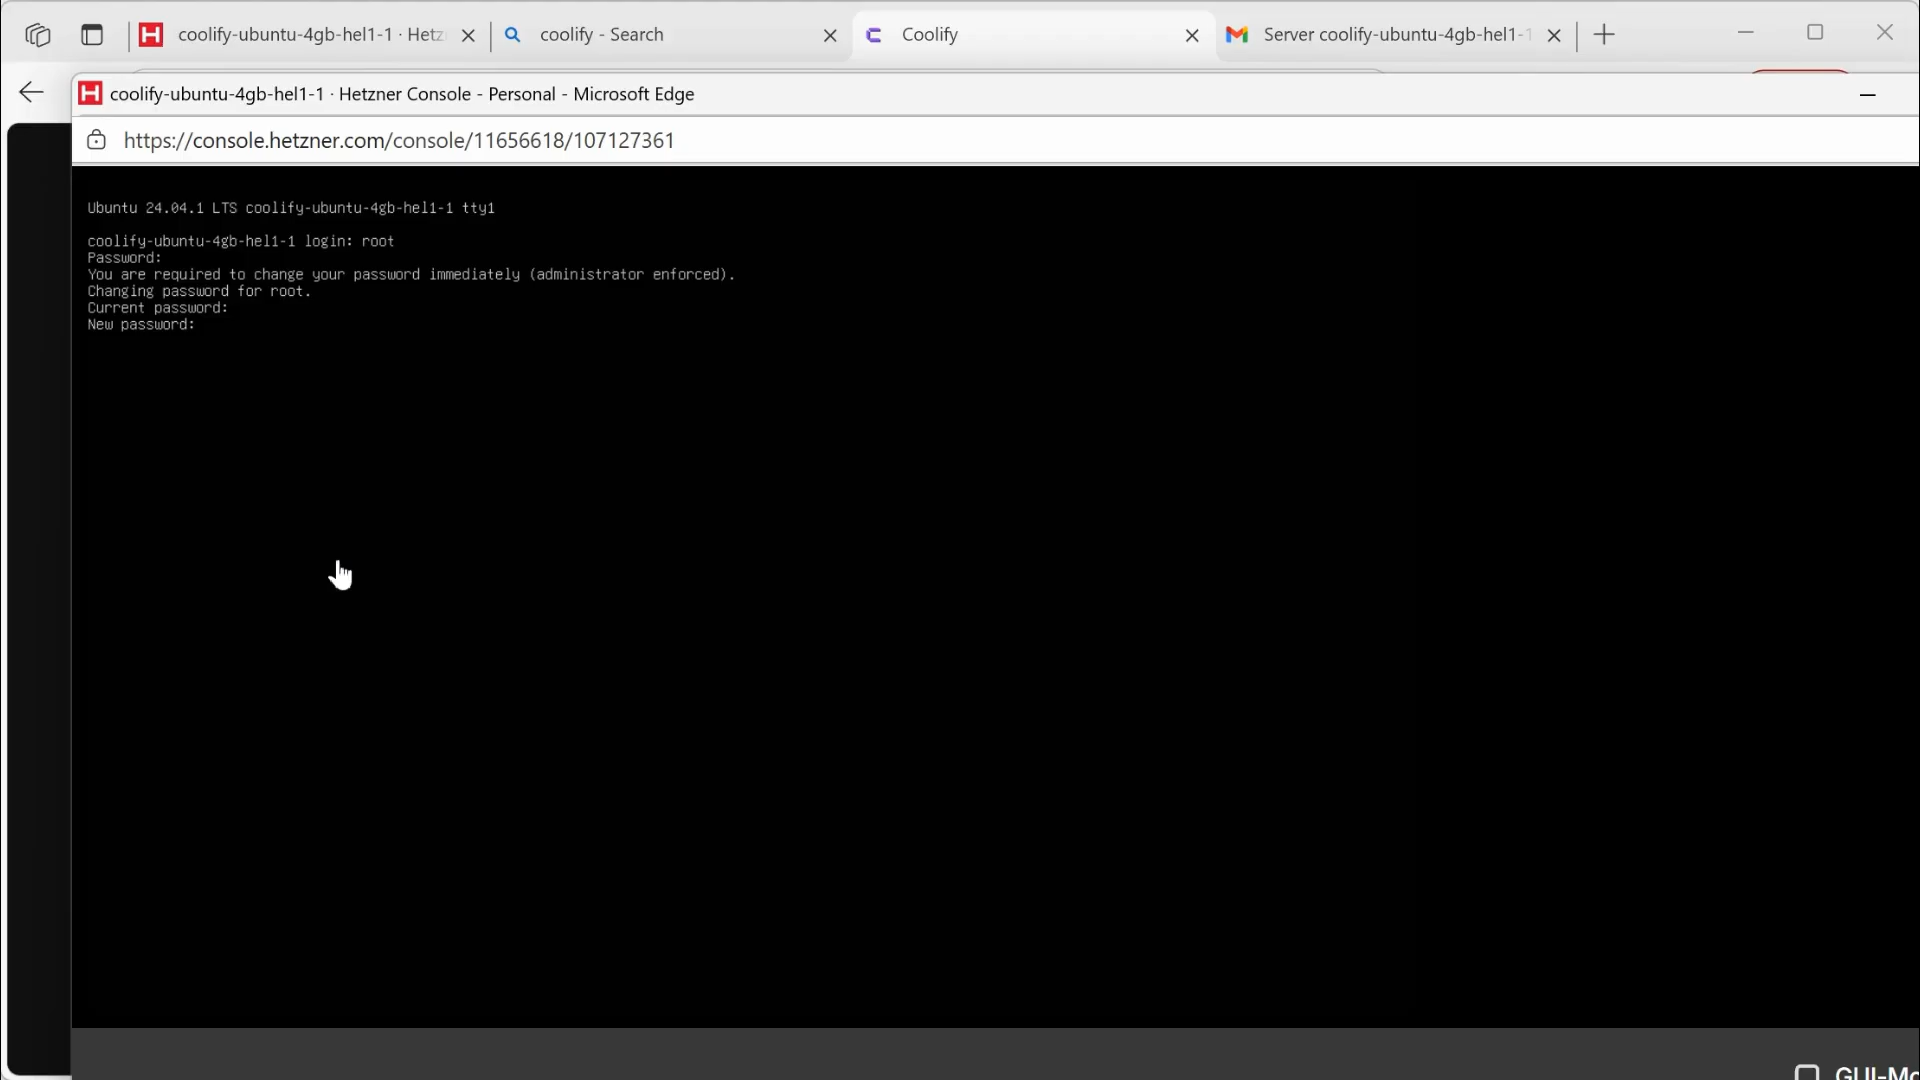 coolify-ubuntu-4gb-hel1-1 · Hetz
coolify - Search
Coolify
Server coolify-ubuntu-4gb-hel1-1
coolify-ubuntu-4gb-hel1-1 · Hetzner Console - Personal - Microsoft Edge
https://console.hetzner.com/console/11656618/107127361
Ubuntu 24.04.1 LTS coolify-ubuntu-4gb-hel1-1 tty1
coolify-ubuntu-4gb-hel1-1 login: root
Password:
You are required to change your password immediately (administrator enforced).
Changing password for root.
Current password:
New password:
GUI-Mo